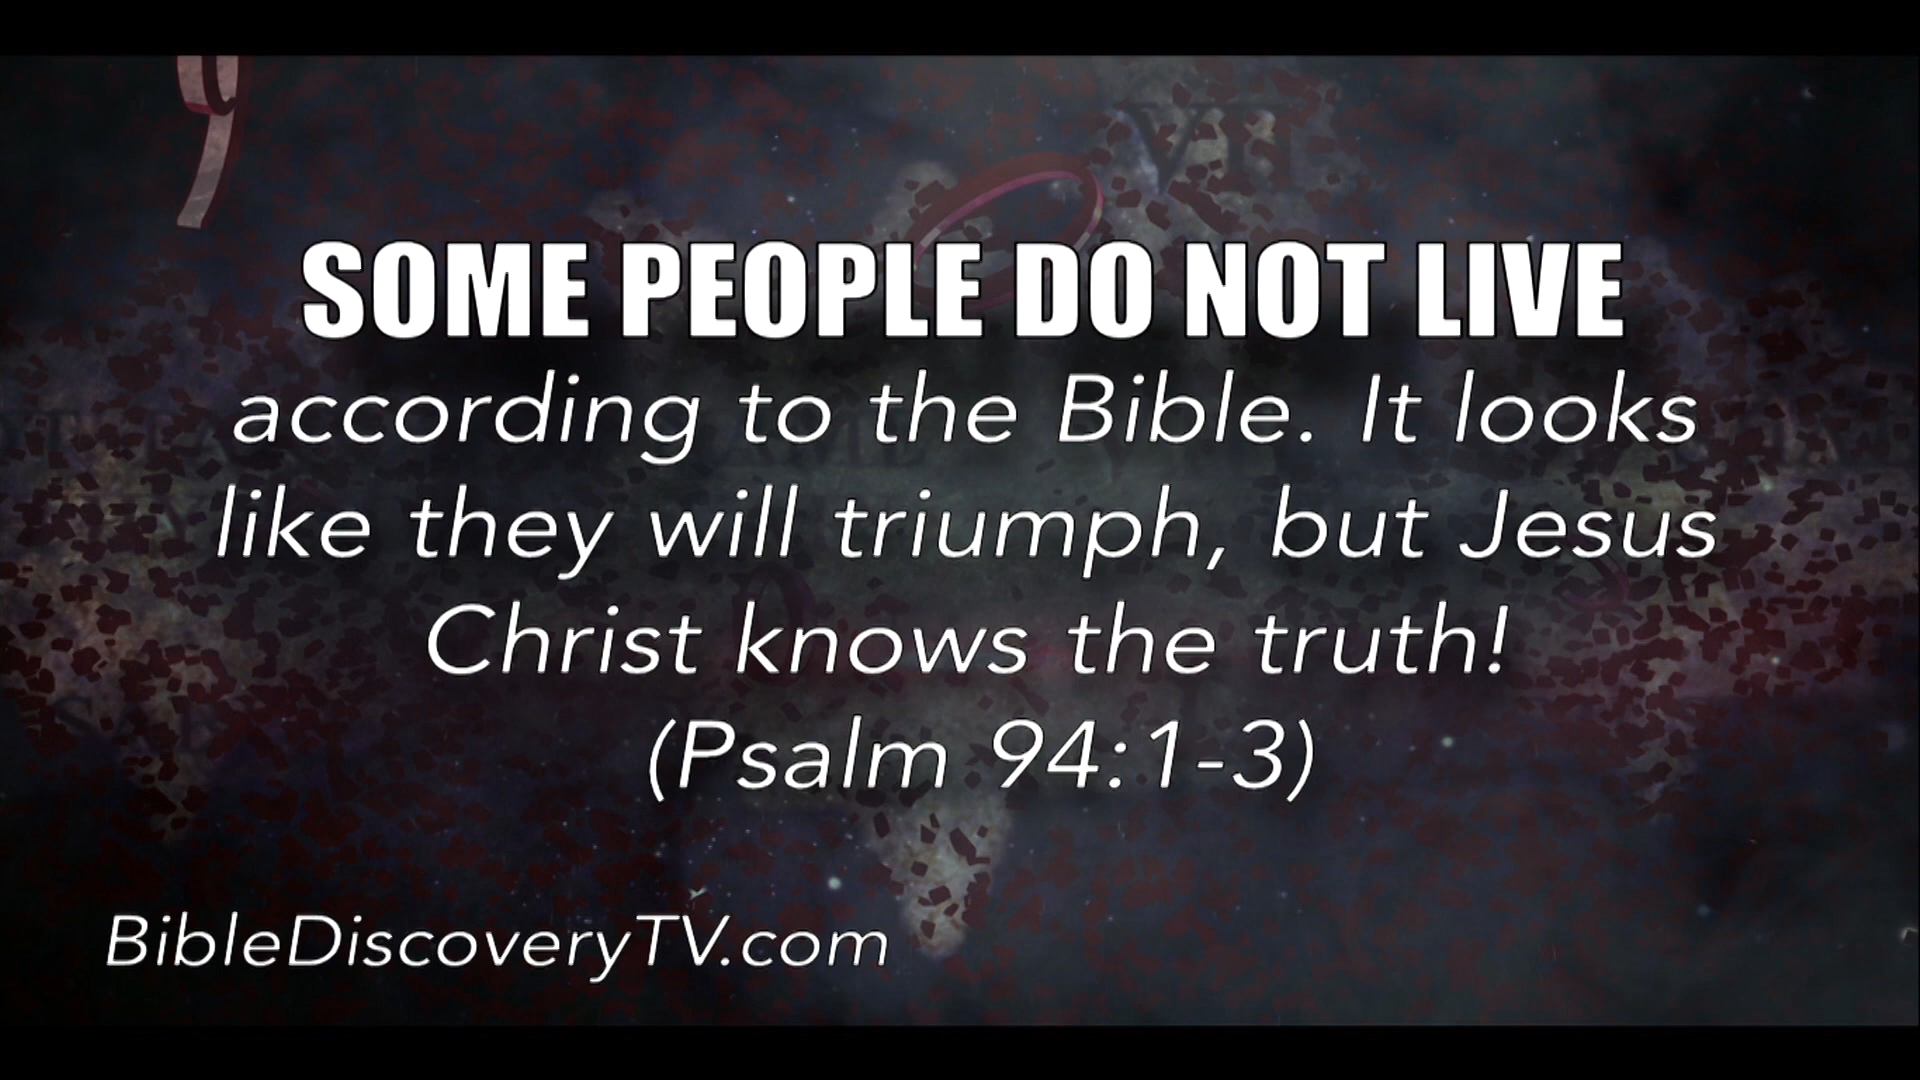 SOME PEOPLE DO NOT LIVE
according to the Bible. It looks
like they will triumph, but Jesus
Christ knows the truth!
(Psalm 94:1-3)
BibleDiscoveryTV.com